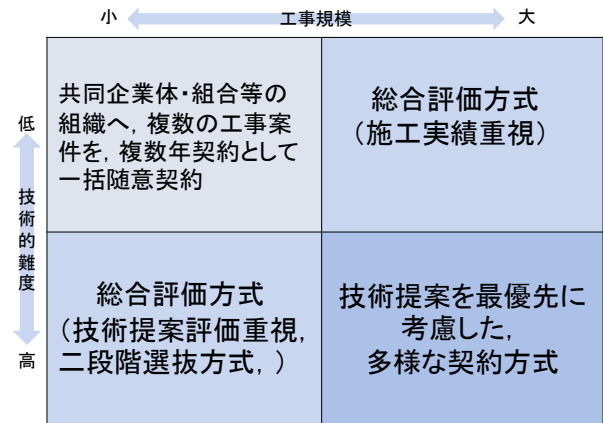 小 工事規模 大
低
技術的難度
高
共同企業体・組合等の
組織へ，複数の工事案
件を，複数年契約として
一括随意契約
総合評価方式
（施工実績重視）
総合評価方式
（技術提案評価重視，
二段階選抜方式，）
技術提案を最優先に
考慮した，
多様な契約方式